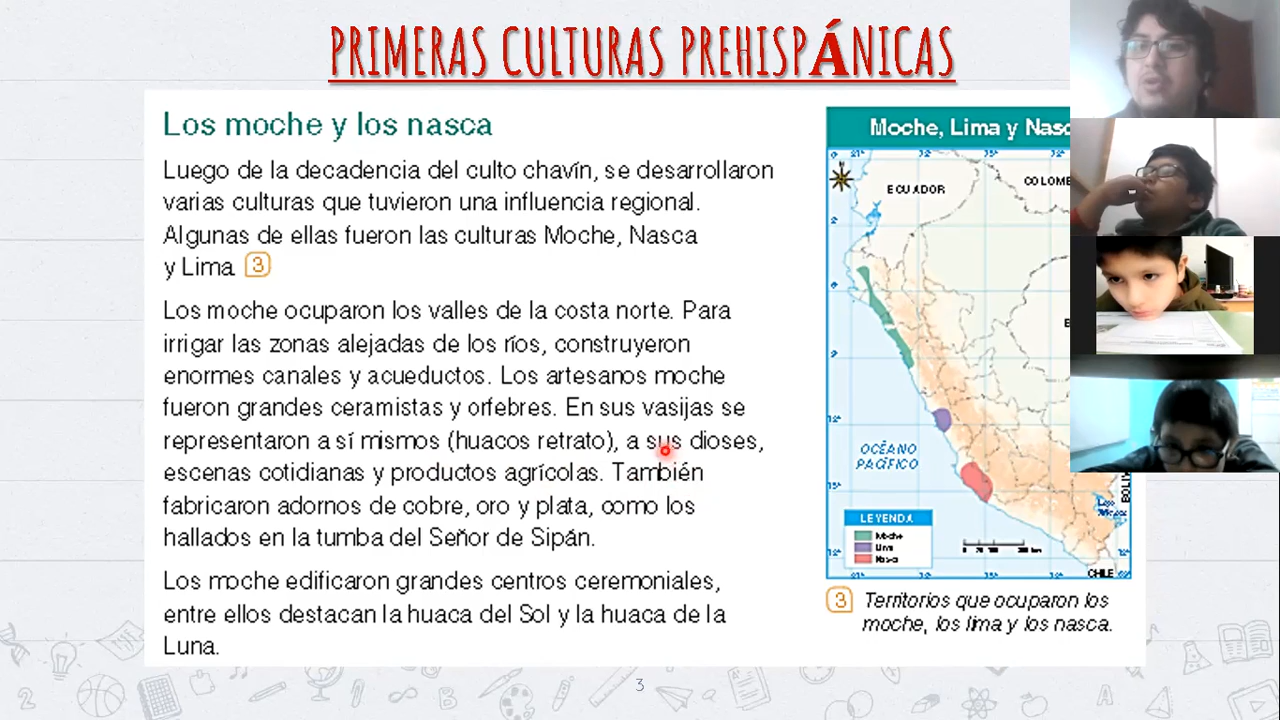 PRIMERAS CULTURAS PREHISPÁNICAS
Los moche y los nasca
Luego de la decadencia del culto chavín, se desarrollaron
varias culturas que tuvieron una influencia regional.
Algunas de ellas fueron las culturas Moche, Nasca
y Lima. 3
Los moche ocuparon los valles de la costa norte. Para
irrigar las zonas alejadas de los ríos, construyeron
enormes canales y acueductos. Los artesanos moche
fueron grandes ceramistas y orfebres. En sus vasijas se
representaron a sí mismos (huacos retrato), a sus dioses,
escenas cotidianas y productos agrícolas. También
fabricaron adornos de cobre, oro y plata, como los
hallados en la tumba del Señor de Sipán.
Los moche edificaron grandes centros ceremoniales,
entre ellos destacan la huaca del Sol y la huaca de la
Luna.
Moche, Lima y Nasc
ECUADOR
COLOM
OCÉANO
PACÍFICO
BOLIV
CHILE
LEYENDA
Moche
Lima
Nasca
3 Territorios que ocuparon los
moche, los lima y los nasca.
3